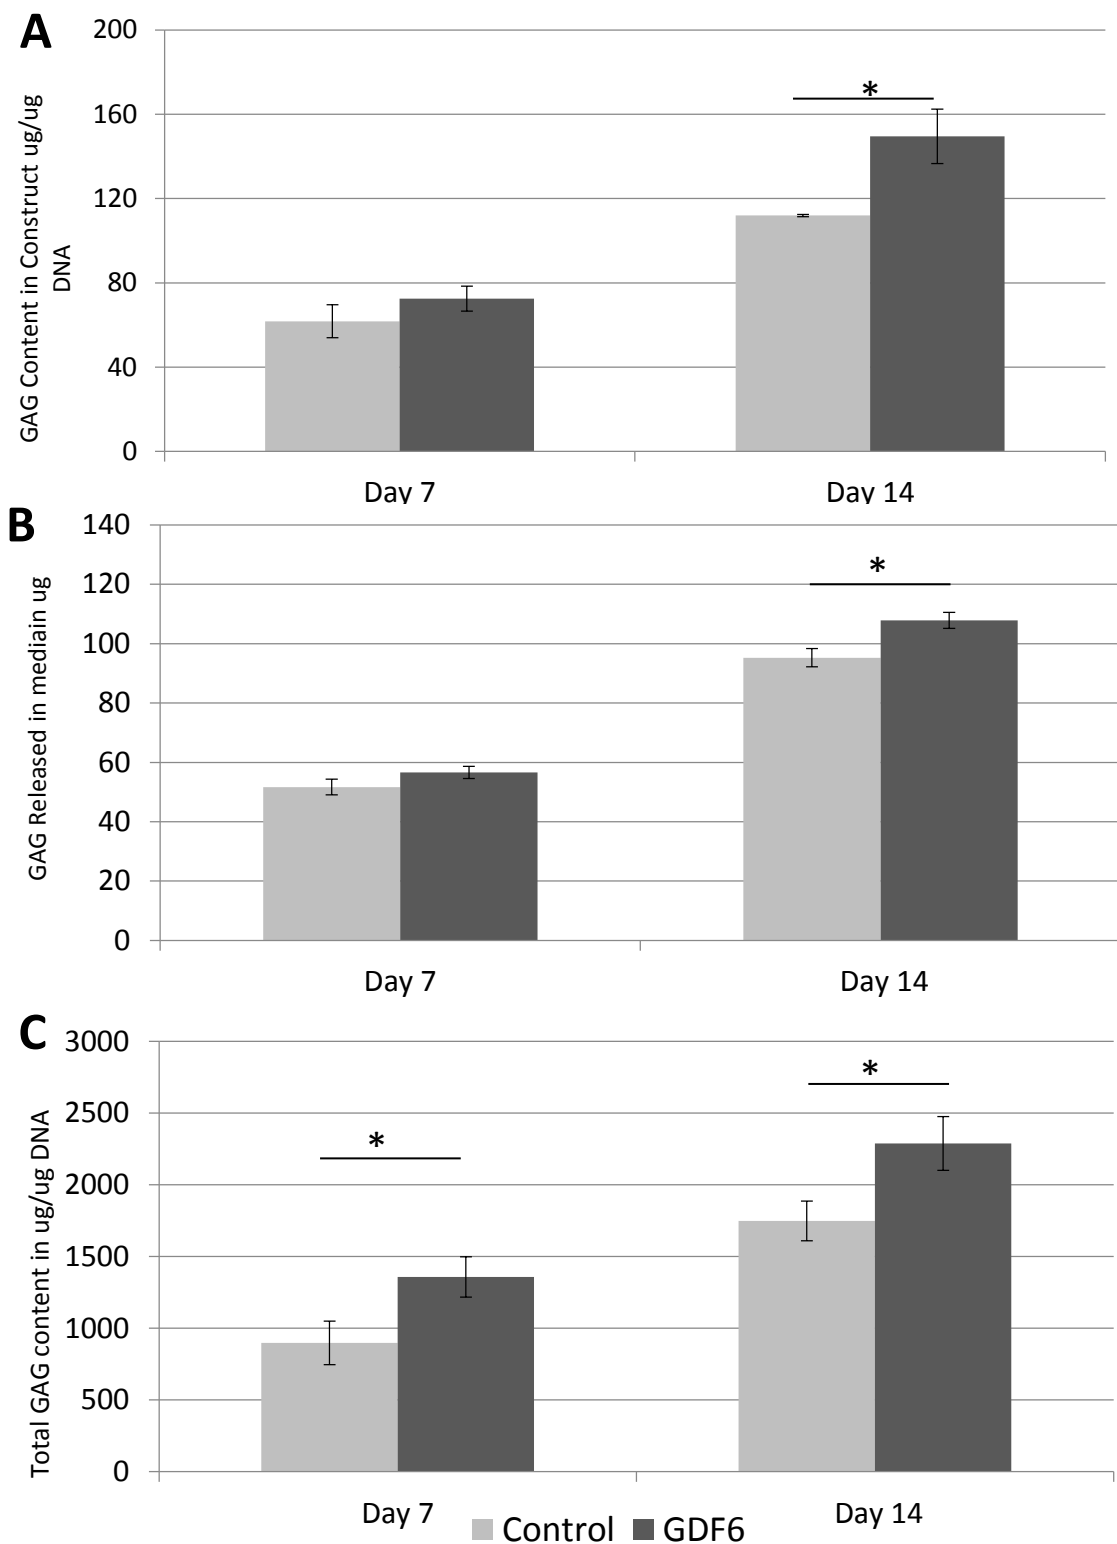 A
200
160
120
80
40
0
GAG Content in Construct ug/ug
DNA
*
Day 7 Day 14
B
140
120
100
80
60
40
20
0
GAG Released in mediain ug
*
Day 7 Day 14
C
3000
2500
2000
1500
1000
500
0
Total GAG content in ug/ug DNA
*
*
Day 7 Day 14
Control GDF6